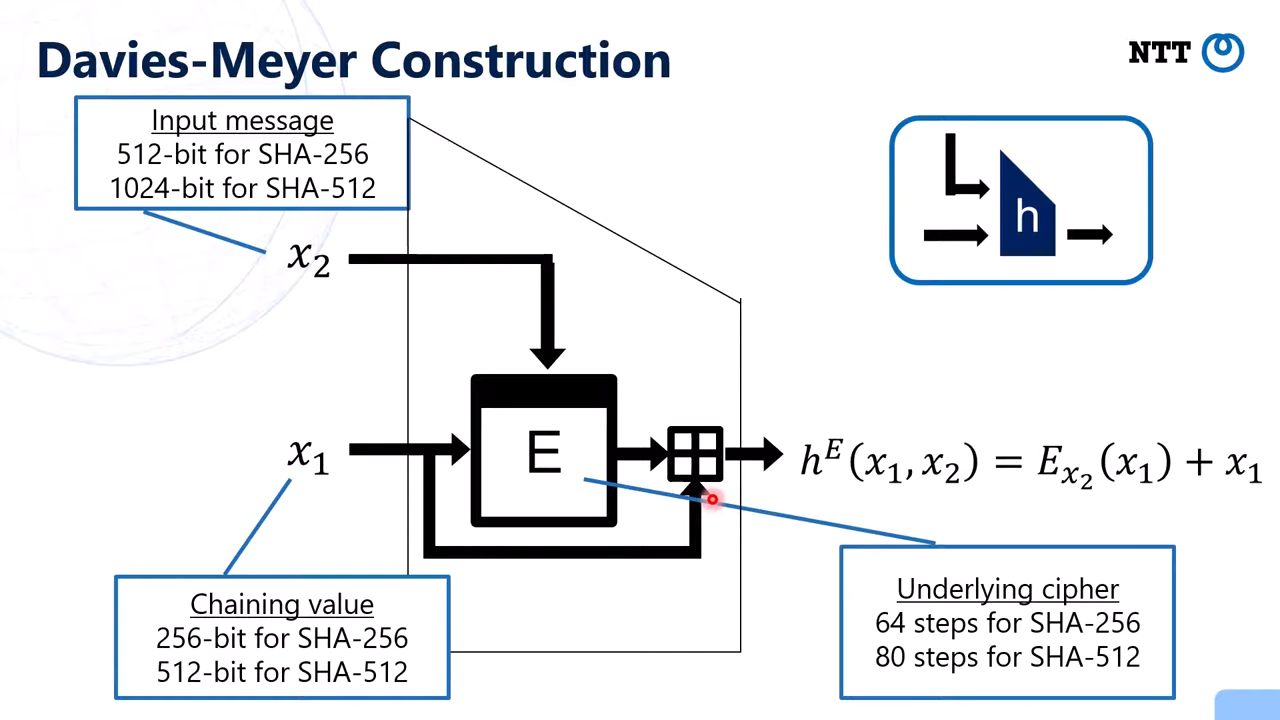 Davies-Meyer Construction
NTT
Input message
512-bit for SHA-256
1024-bit for SHA-512
h
x₂
E
x₁
hᴱ(x₁, x₂) = Eₓ₂(x₁) + x₁
Chaining value
256-bit for SHA-256
512-bit for SHA-512
Underlying cipher
64 steps for SHA-256
80 steps for SHA-512